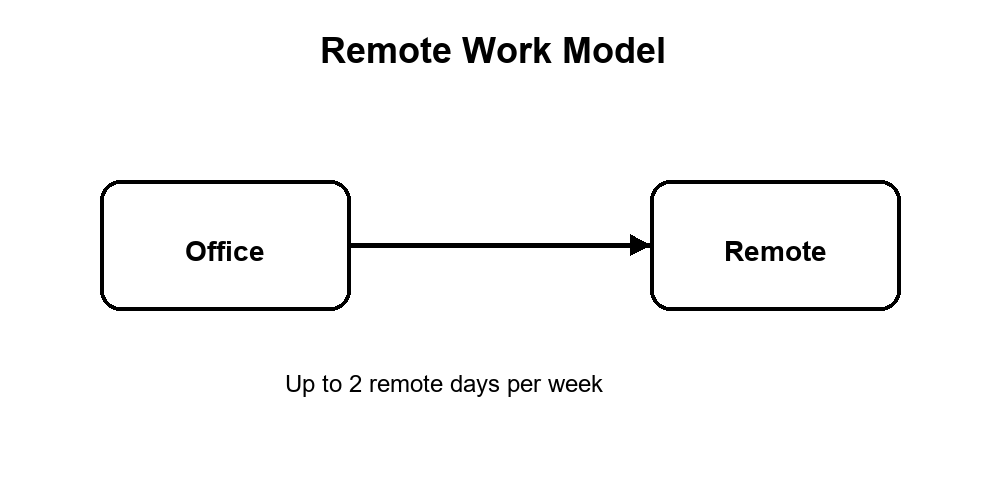 Remote Work Model
Office
Remote
Up to 2 remote days per week